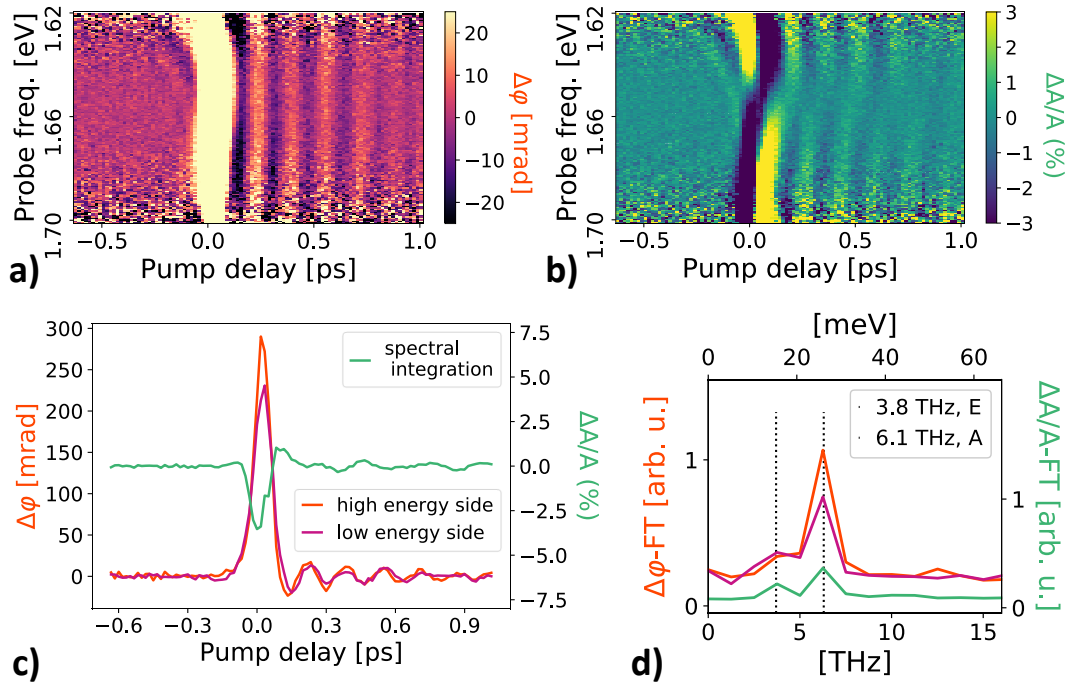 1.62
1.66
1.70
Probe freq. [eV]
−0.5
0.0
0.5
1.0
Pump delay [ps]
a)
20
10
0
−10
−20
Δφ [mrad]
1.62
1.66
1.70
Probe freq. [eV]
−0.5
0.0
0.5
1.0
Pump delay [ps]
b)
3
2
1
0
−1
−2
−3
ΔA/A (%)
300
250
200
150
100
50
0
Δφ [mrad]
spectral
integration
high energy side
low energy side
7.5
5.0
2.5
0.0
−2.5
−5.0
−7.5
ΔA/A (%)
−0.6
−0.3
0.0
0.3
0.6
0.9
Pump delay [ps]
c)
[meV]
0
20
40
60
1
0
Δφ-FT [arb. u.]
3.8 THz, E
6.1 THz, A
1
0
ΔA/A-FT
[arb. u.]
0
5
10
15
[THz]
d)